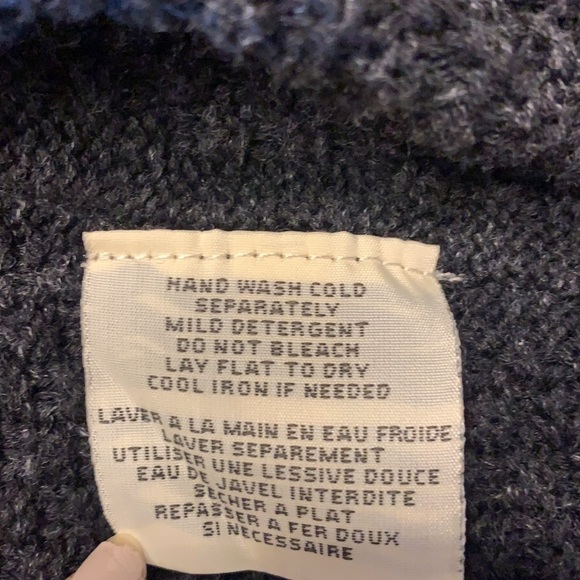 HAND WASH COLD
SEPARATELY
MILD DETERGENT
DO NOT BLEACH
LAY FLAT TO DRY
COOL IRON IF NEEDED
LAVER A LA MAIN EN EAU FROIDE
LAVER SEPAREMENT
UTILISER UNE LESSIVE DOUCE
EAU DE JAVEL INTERDITE
SECHER A PLAT
REPASSER A FER DOUX
SI NECESSAIRE